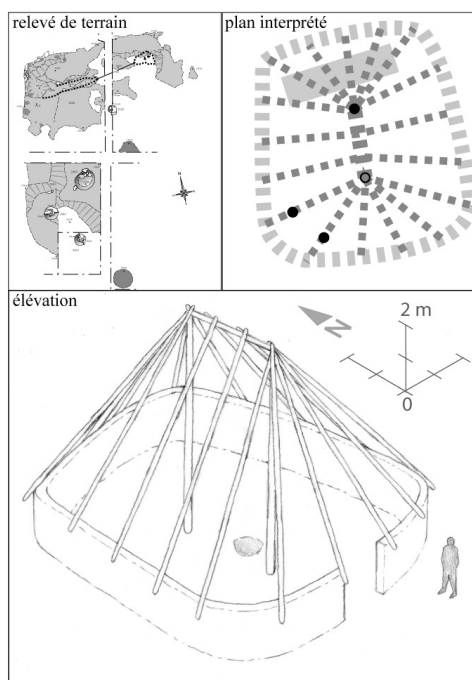 relevé de terrain
plan interprété
N
élévation
N
2 m
0